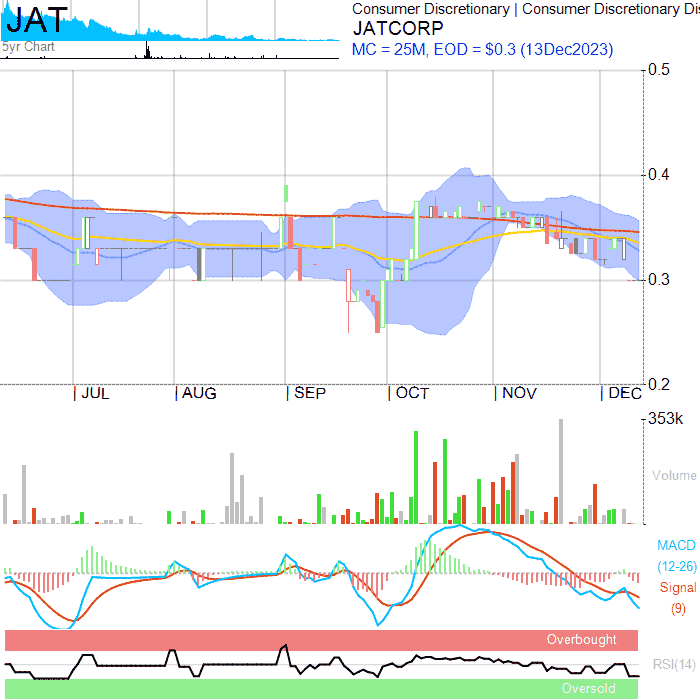 JAT
5yr Chart
Consumer Discretionary | Consumer Discretionary Dis
JATCORP
MC = 25M, EOD = $0.3 (13Dec2023)
0.5
0.4
0.3
0.2
| JUL | AUG | SEP | OCT | NOV | DEC
353k
Volume
MACD
(12-26)
Signal
(9)
Overbought
RSI(14)
Oversold